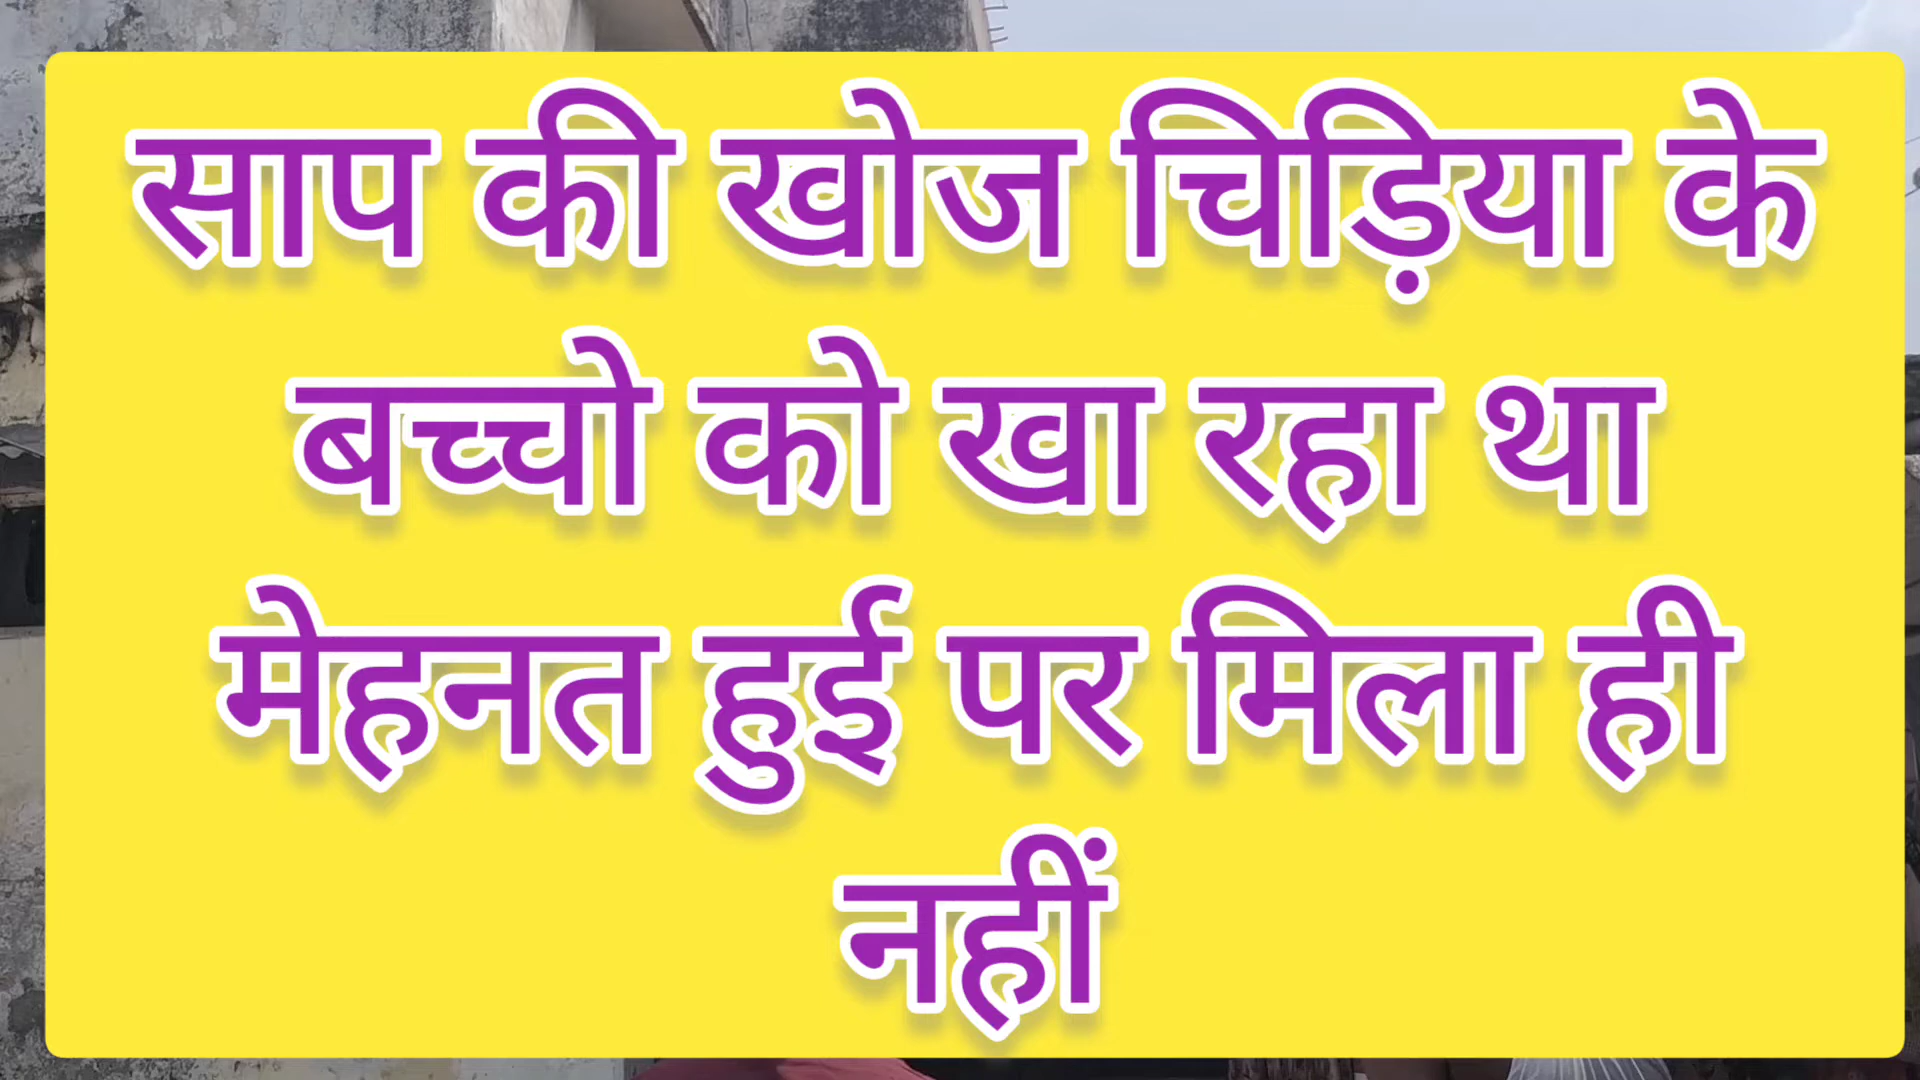 साप की खोज चिड़िया के
बच्चो को खा रहा था
मेहनत हुई पर मिला ही
नहीं